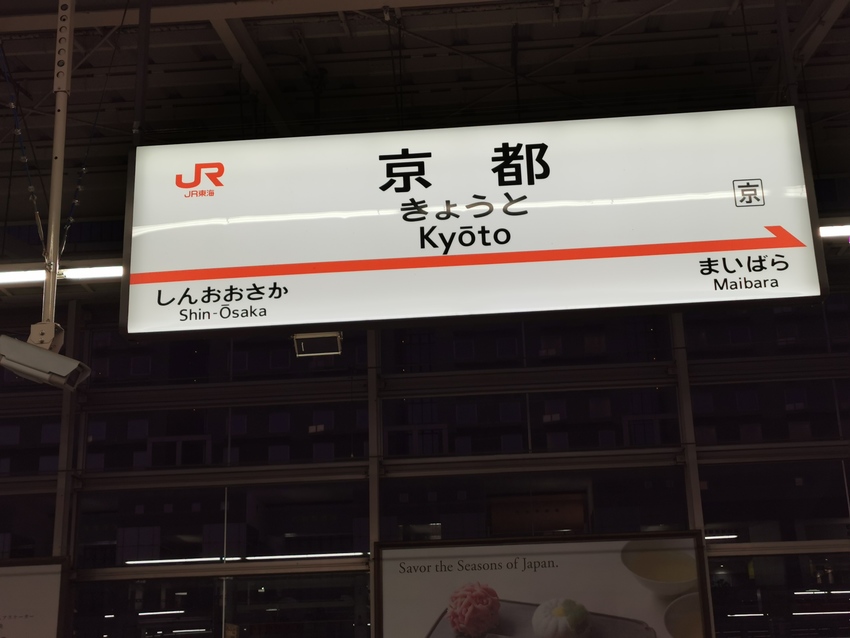 JR
JR東海
京都
きょうと
Kyōto
京
しんおおさか
Shin-Ōsaka
まいばら
Maibara
Savor the Seasons of Japan.